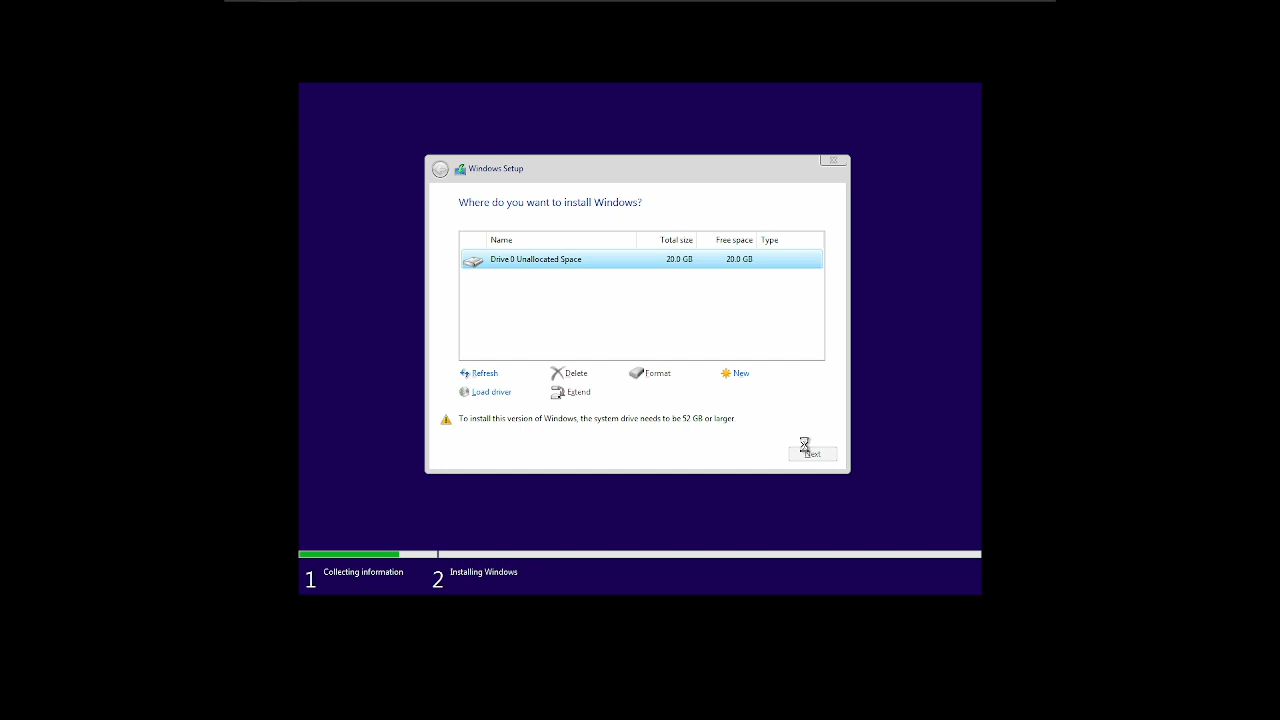 Windows Setup
Where do you want to install Windows?
Name Total size Free space Type
Drive 0 Unallocated Space 20.0 GB 20.0 GB
Refresh Delete Format New
Load driver Extend
To install this version of Windows, the system drive needs to be 52 GB or larger.
Next
1 Collecting information 2 Installing Windows